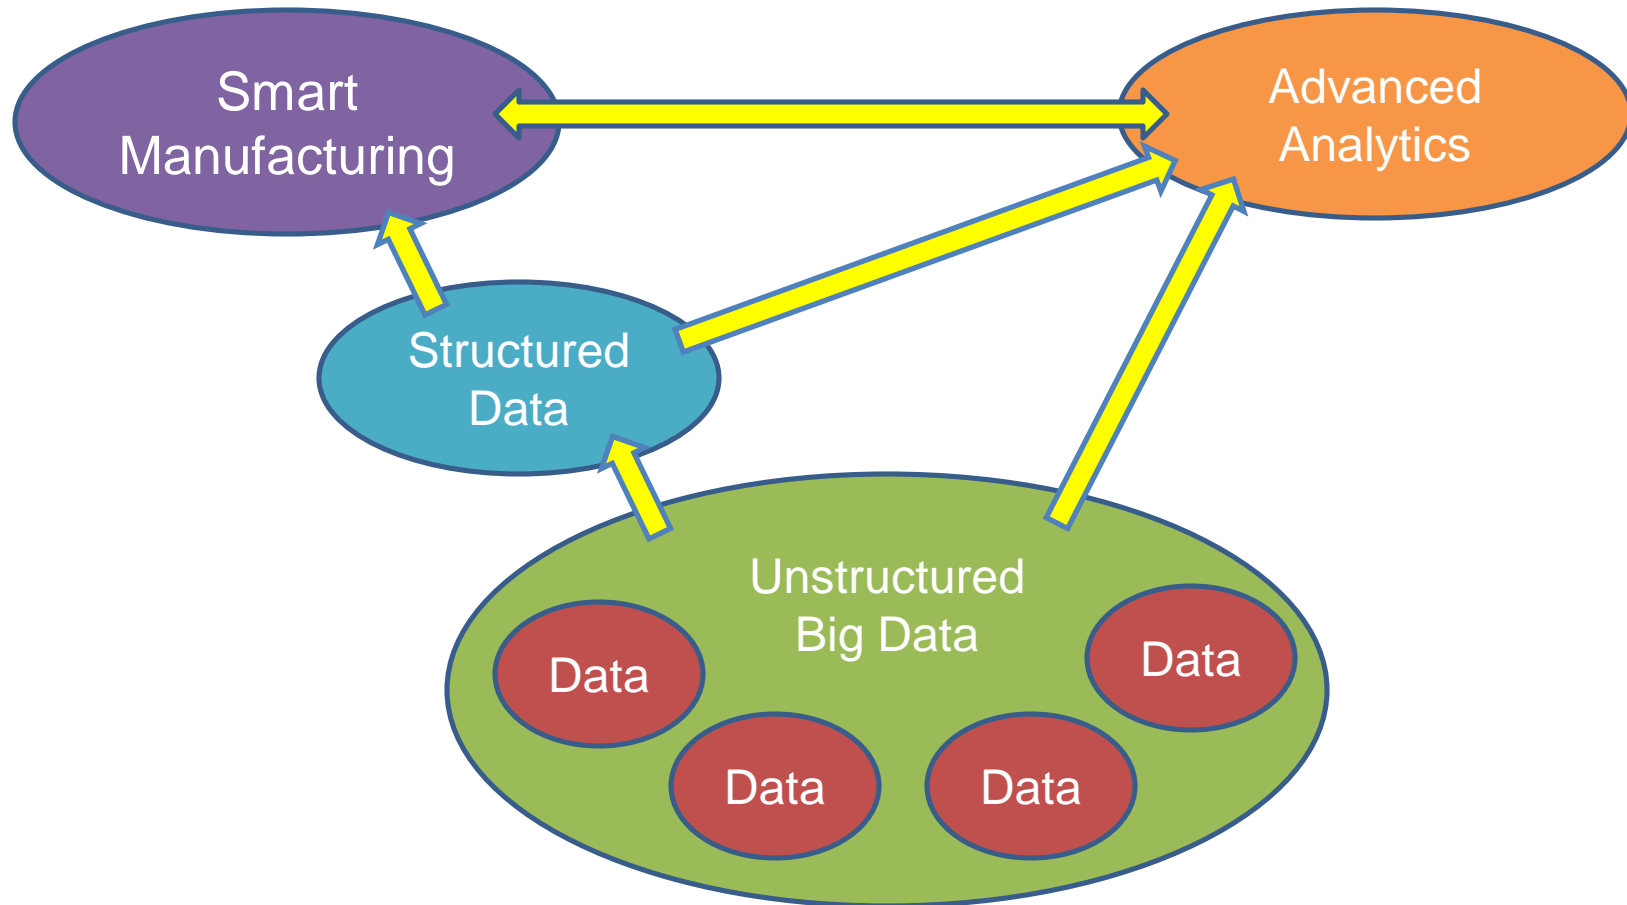 Smart
Manufacturing
Advanced
Analytics
Structured
Data
Unstructured
Big Data
Data
Data
Data
Data